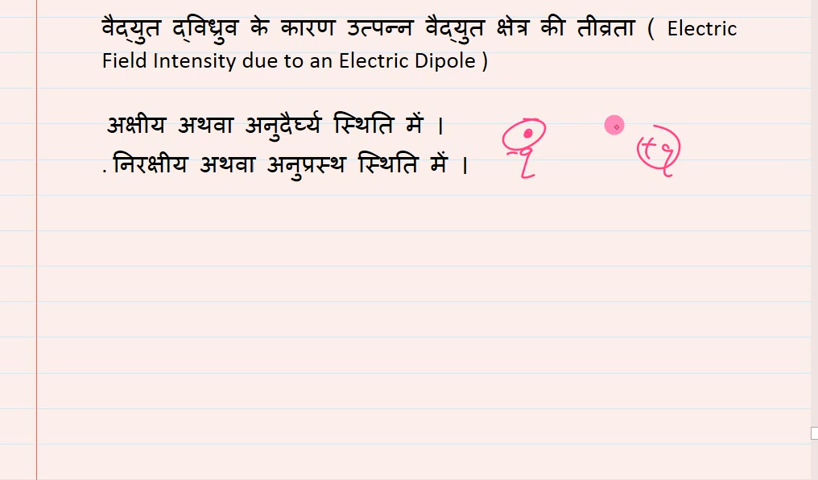 वैद्युत द्विध्रुव के कारण उत्पन्न वैद्युत क्षेत्र की तीव्रता ( Electric
Field Intensity due to an Electric Dipole )
अक्षीय अथवा अनुदैर्घ्य स्थिति में ।
. निरक्षीय अथवा अनुप्रस्थ स्थिति में ।
-q +q